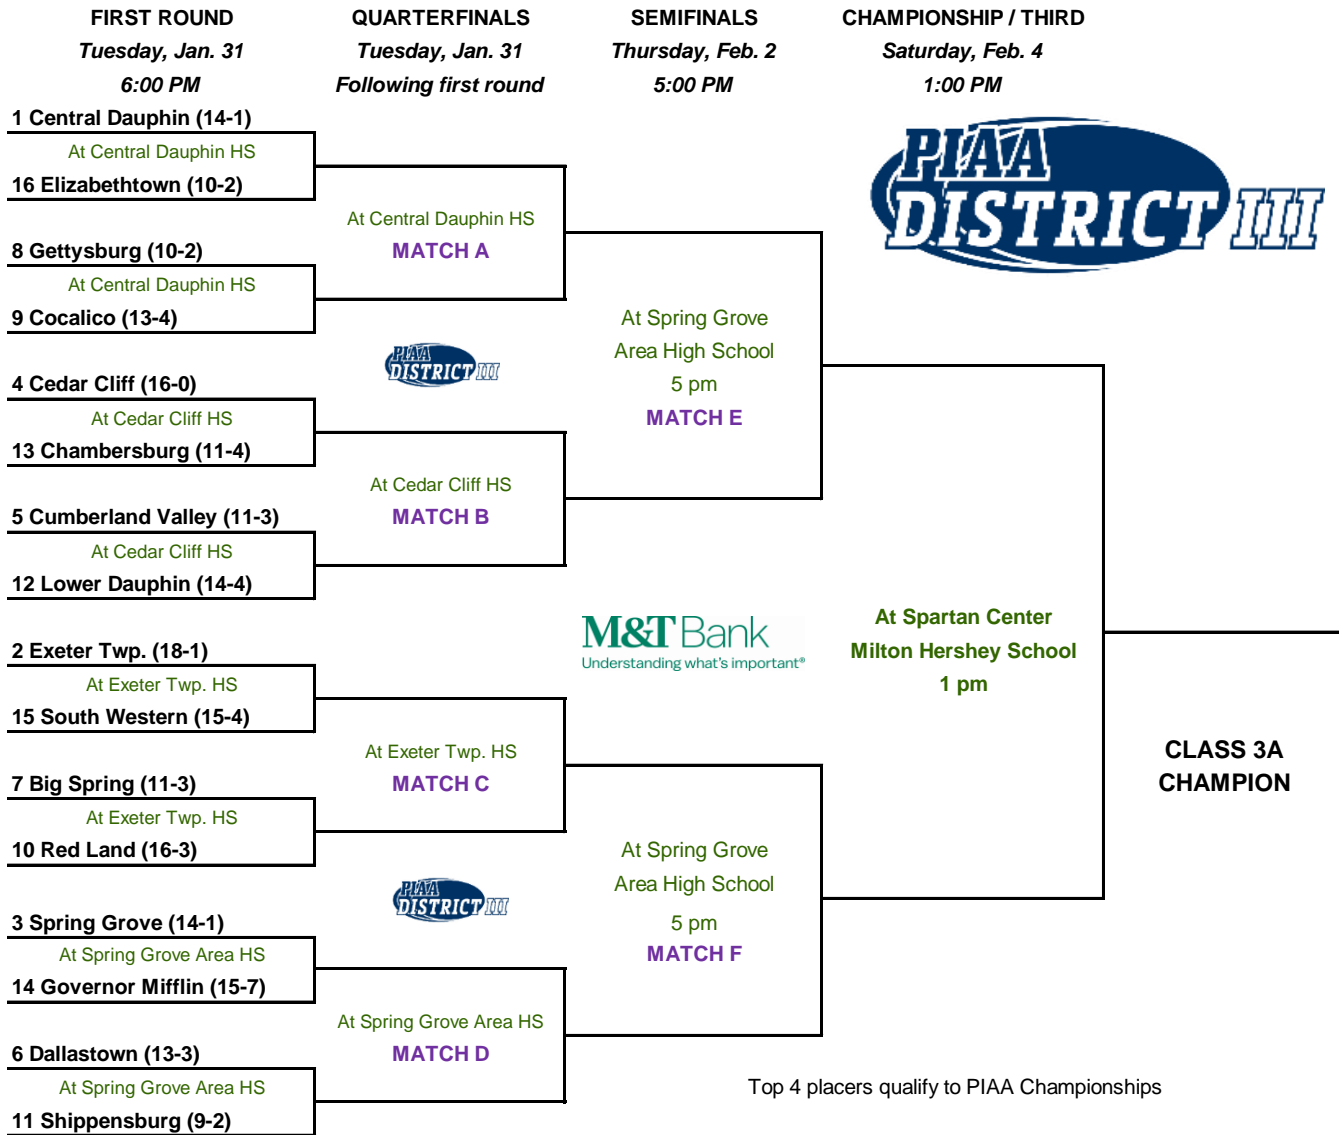 FIRST ROUND
Tuesday, Jan. 31
6:00 PM
QUARTERFINALS
Tuesday, Jan. 31
Following first round
SEMIFINALS
Thursday, Feb. 2
5:00 PM
CHAMPIONSHIP / THIRD
Saturday, Feb. 4
1:00 PM
PIAA
DISTRICT III
1 Central Dauphin (14-1)
At Central Dauphin HS
16 Elizabethtown (10-2)
8 Gettysburg (10-2)
At Central Dauphin HS
9 Cocalico (13-4)
4 Cedar Cliff (16-0)
At Cedar Cliff HS
13 Chambersburg (11-4)
5 Cumberland Valley (11-3)
At Cedar Cliff HS
12 Lower Dauphin (14-4)
2 Exeter Twp. (18-1)
At Exeter Twp. HS
15 South Western (15-4)
7 Big Spring (11-3)
At Exeter Twp. HS
10 Red Land (16-3)
3 Spring Grove (14-1)
At Spring Grove Area HS
14 Governor Mifflin (15-7)
6 Dallastown (13-3)
At Spring Grove Area HS
11 Shippensburg (9-2)
At Central Dauphin HS
MATCH A
PIAA
DISTRICT III
At Cedar Cliff HS
MATCH B
At Exeter Twp. HS
MATCH C
PIAA
DISTRICT III
At Spring Grove Area HS
MATCH D
At Spring Grove
Area High School
5 pm
MATCH E
M&T Bank
Understanding what's important®
At Spring Grove
Area High School
5 pm
MATCH F
At Spartan Center
Milton Hershey School
1 pm
CLASS 3A
CHAMPION
Top 4 placers qualify to PIAA Championships